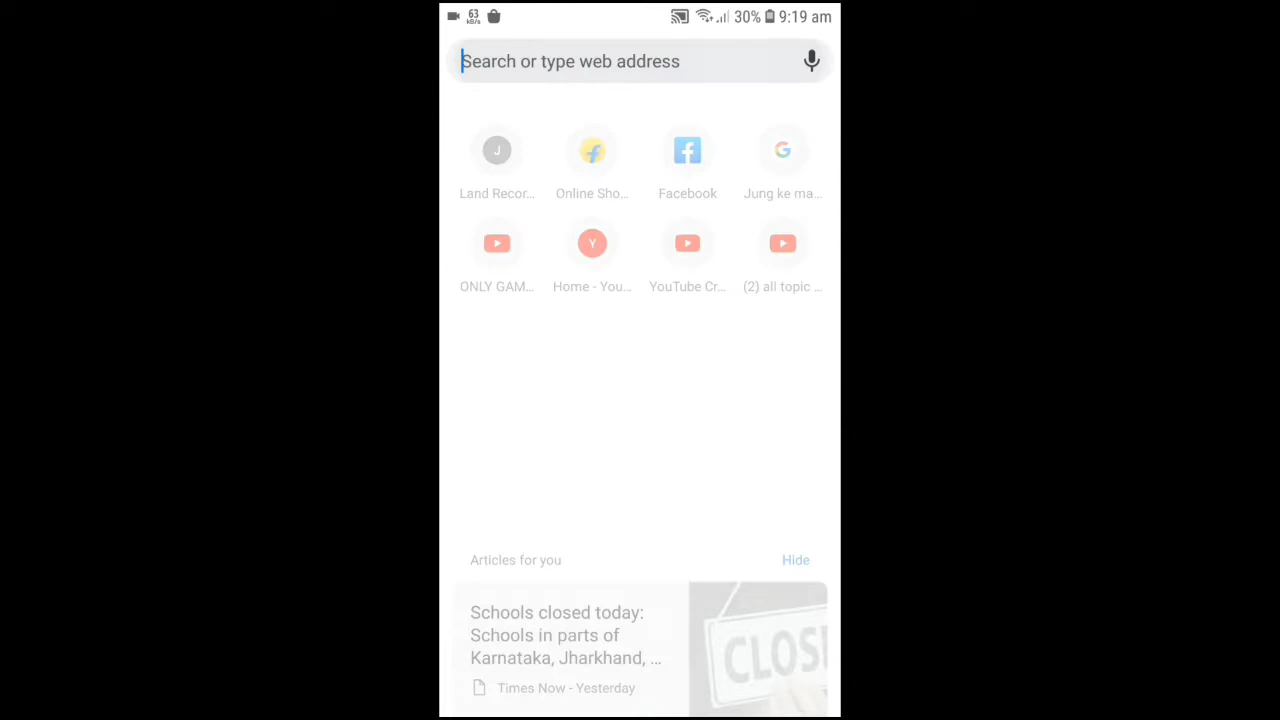 63
kB/s
30% 9:19 am
Search or type web address
J
Land Recor...
Online Sho...
Facebook
Jung ke ma...
ONLY GAM...
Y
Home - You...
YouTube Cr...
(2) all topic ...
Articles for you
Hide
Schools closed today:
Schools in parts of
Karnataka, Jharkhand, ...
Times Now - Yesterday
CLOS